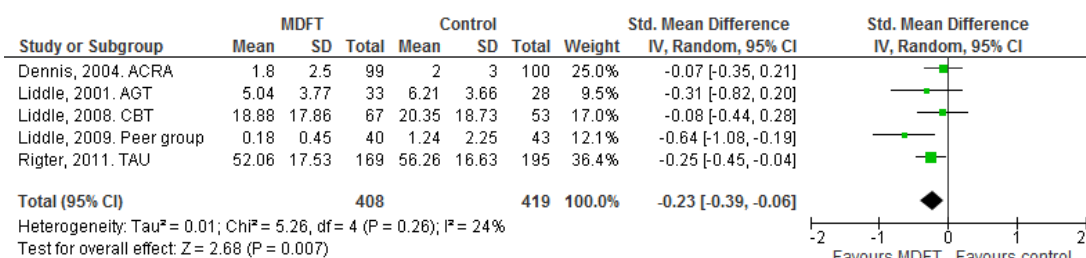 MDFT Control Std. Mean Difference Std. Mean Difference
Study or Subgroup Mean SD Total Mean SD Total Weight IV, Random, 95% CI IV, Random, 95% CI
Dennis, 2004. ACRA 1.8 2.5 99 2 3 100 25.0% -0.07 [-0.35, 0.21]
Liddle, 2001. AGT 5.04 3.77 33 6.21 3.66 28 9.5% -0.31 [-0.82, 0.20]
Liddle, 2008. CBT 18.88 17.86 67 20.35 18.73 53 17.0% -0.08 [-0.44, 0.28]
Liddle, 2009. Peer group 0.18 0.45 40 1.24 2.25 43 12.1% -0.64 [-1.08, -0.19]
Rigter, 2011. TAU 52.06 17.53 169 56.26 16.63 195 36.4% -0.25 [-0.45, -0.04]
Total (95% CI) 408 419 100.0% -0.23 [-0.39, -0.06]
Heterogeneity: Tau² = 0.01; Chi² = 5.26, df = 4 (P = 0.26); I² = 24%
Test for overall effect: Z = 2.68 (P = 0.007)
-2 -1 0 1 2
Favours MDFT Favours control